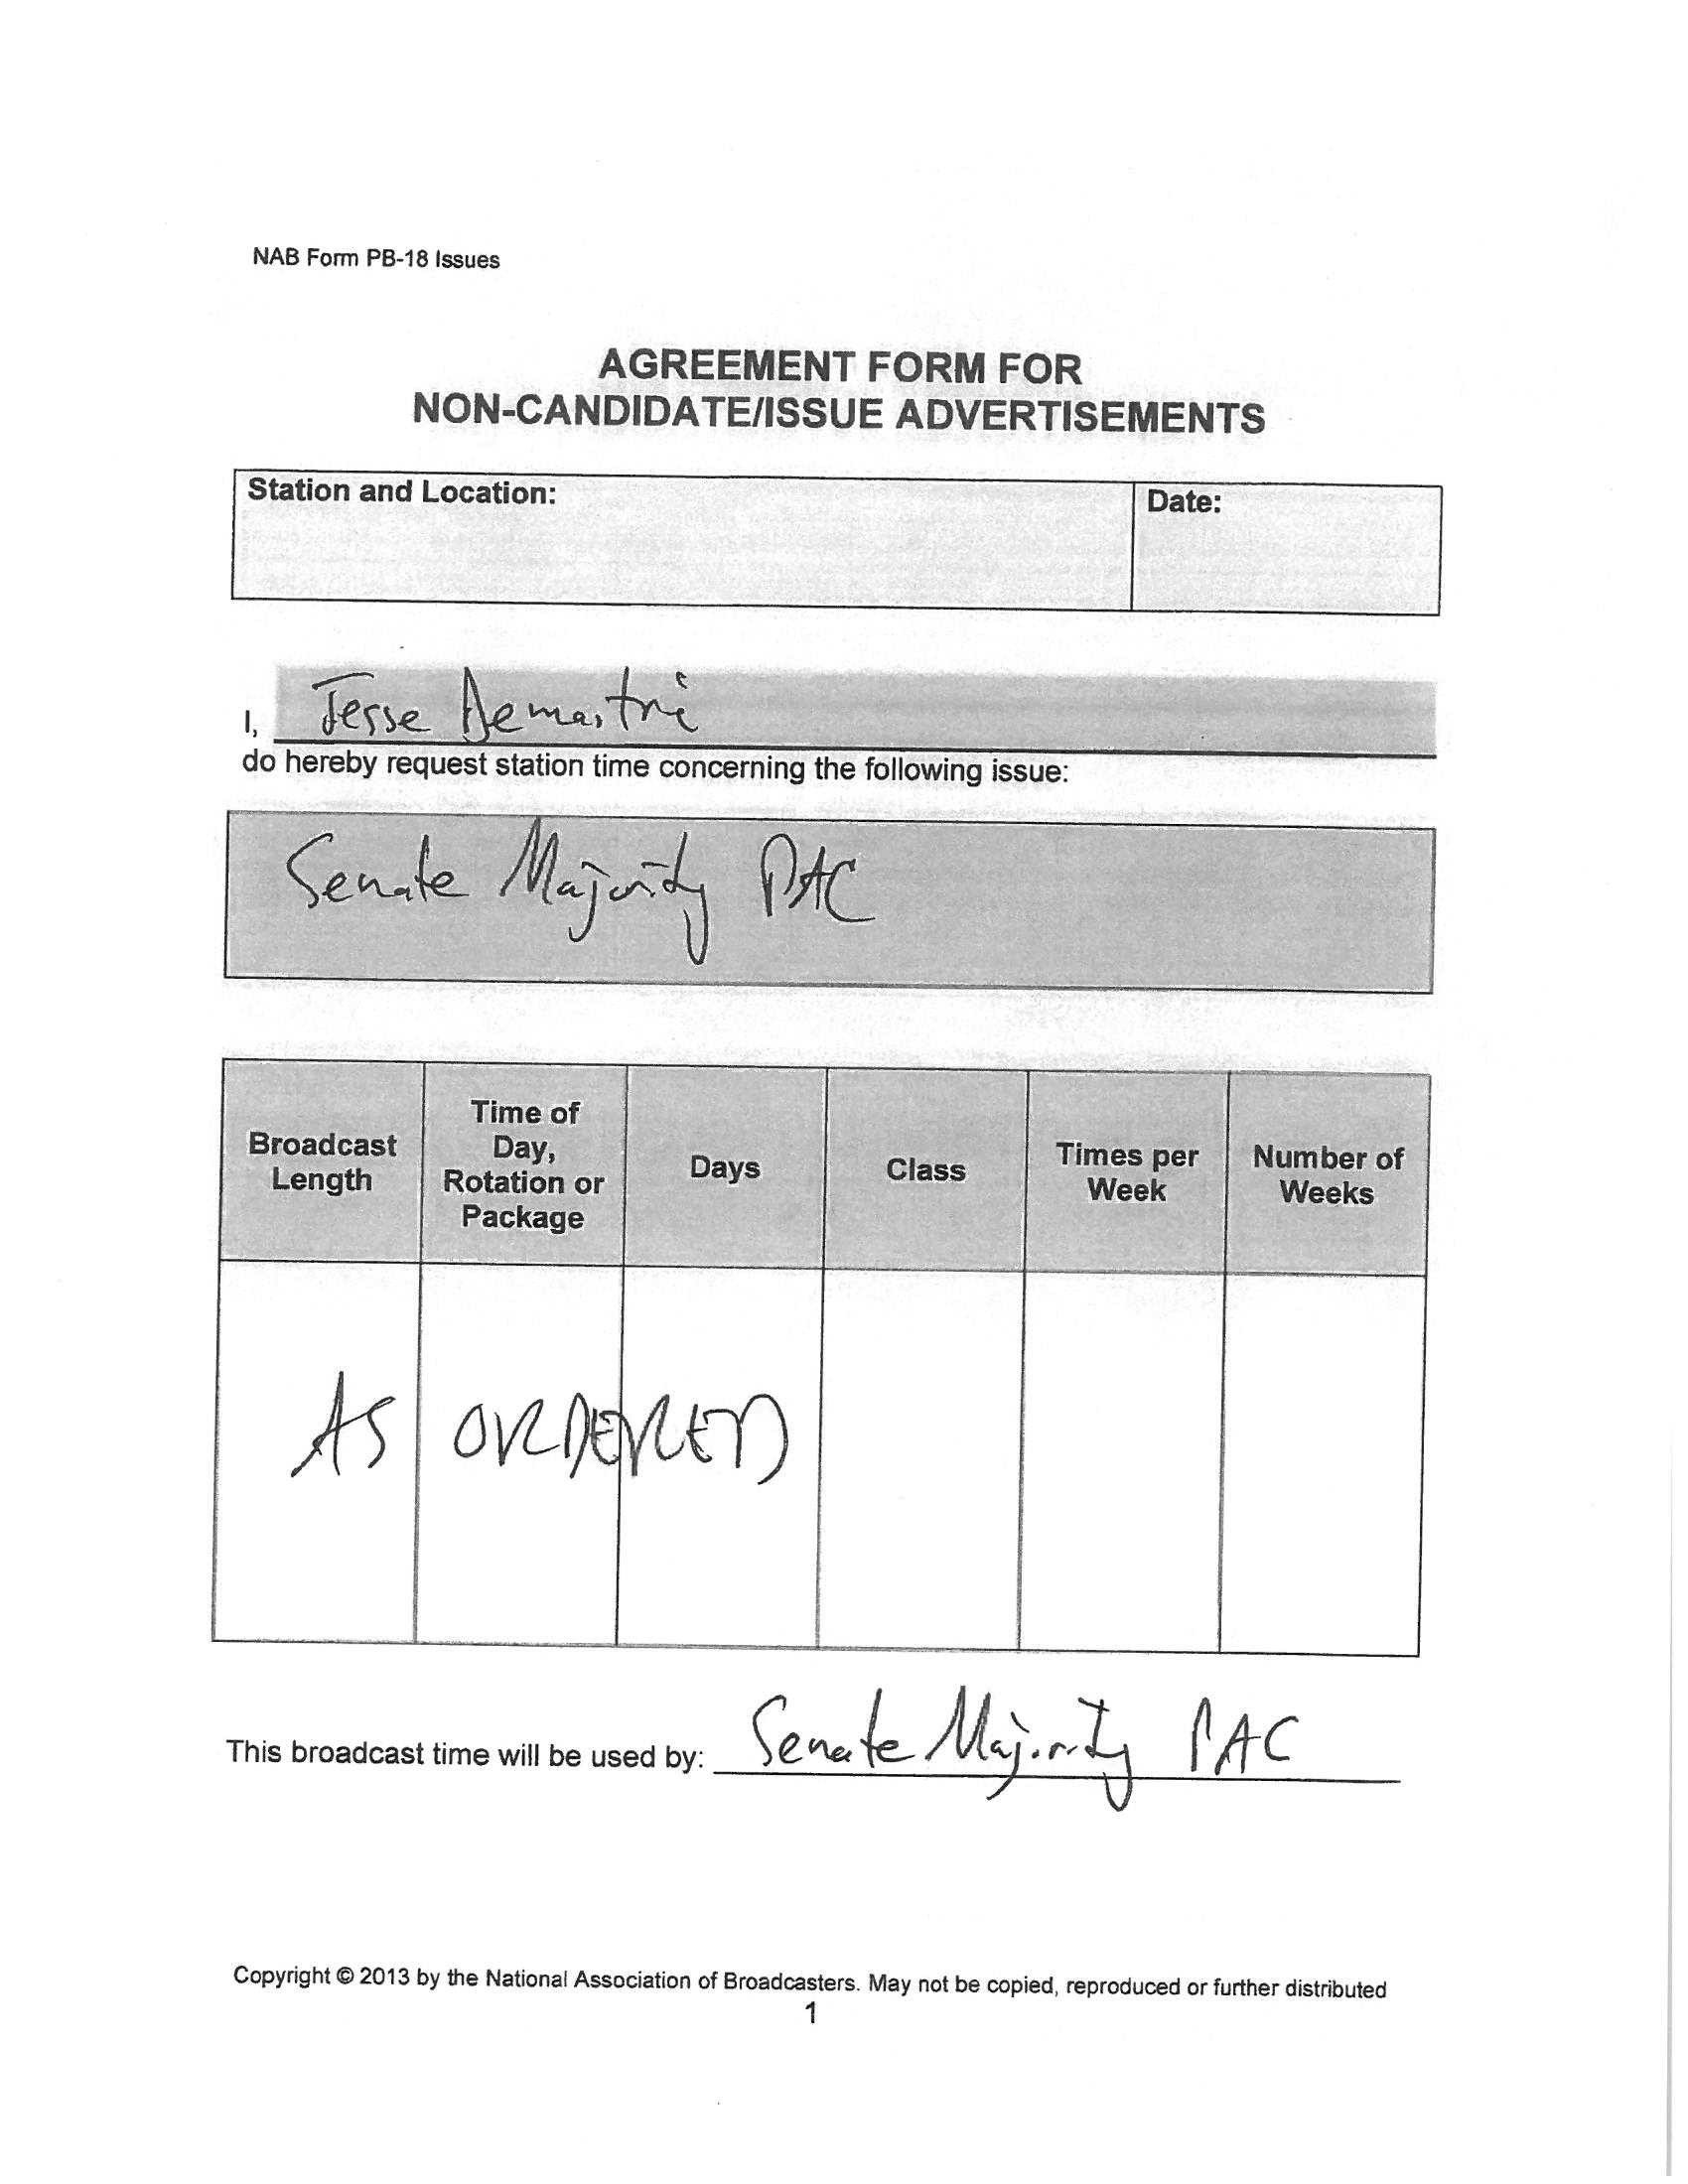 NAB Form PB-18 Issues
AGREEMENT FORM FOR
NON-CANDIDATE/ISSUE ADVERTISEMENTS
Station and Location:
Date:
I, Jesse Demastri
do hereby request station time concerning the following issue:
Senate Majority PAC
Broadcast
Length
Time of
Day,
Rotation or
Package
Days
Class
Times per
Week
Number of
Weeks
AS ORDERED
This broadcast time will be used by: Senate Majority PAC
Copyright © 2013 by the National Association of Broadcasters. May not be copied, reproduced or further distributed
1